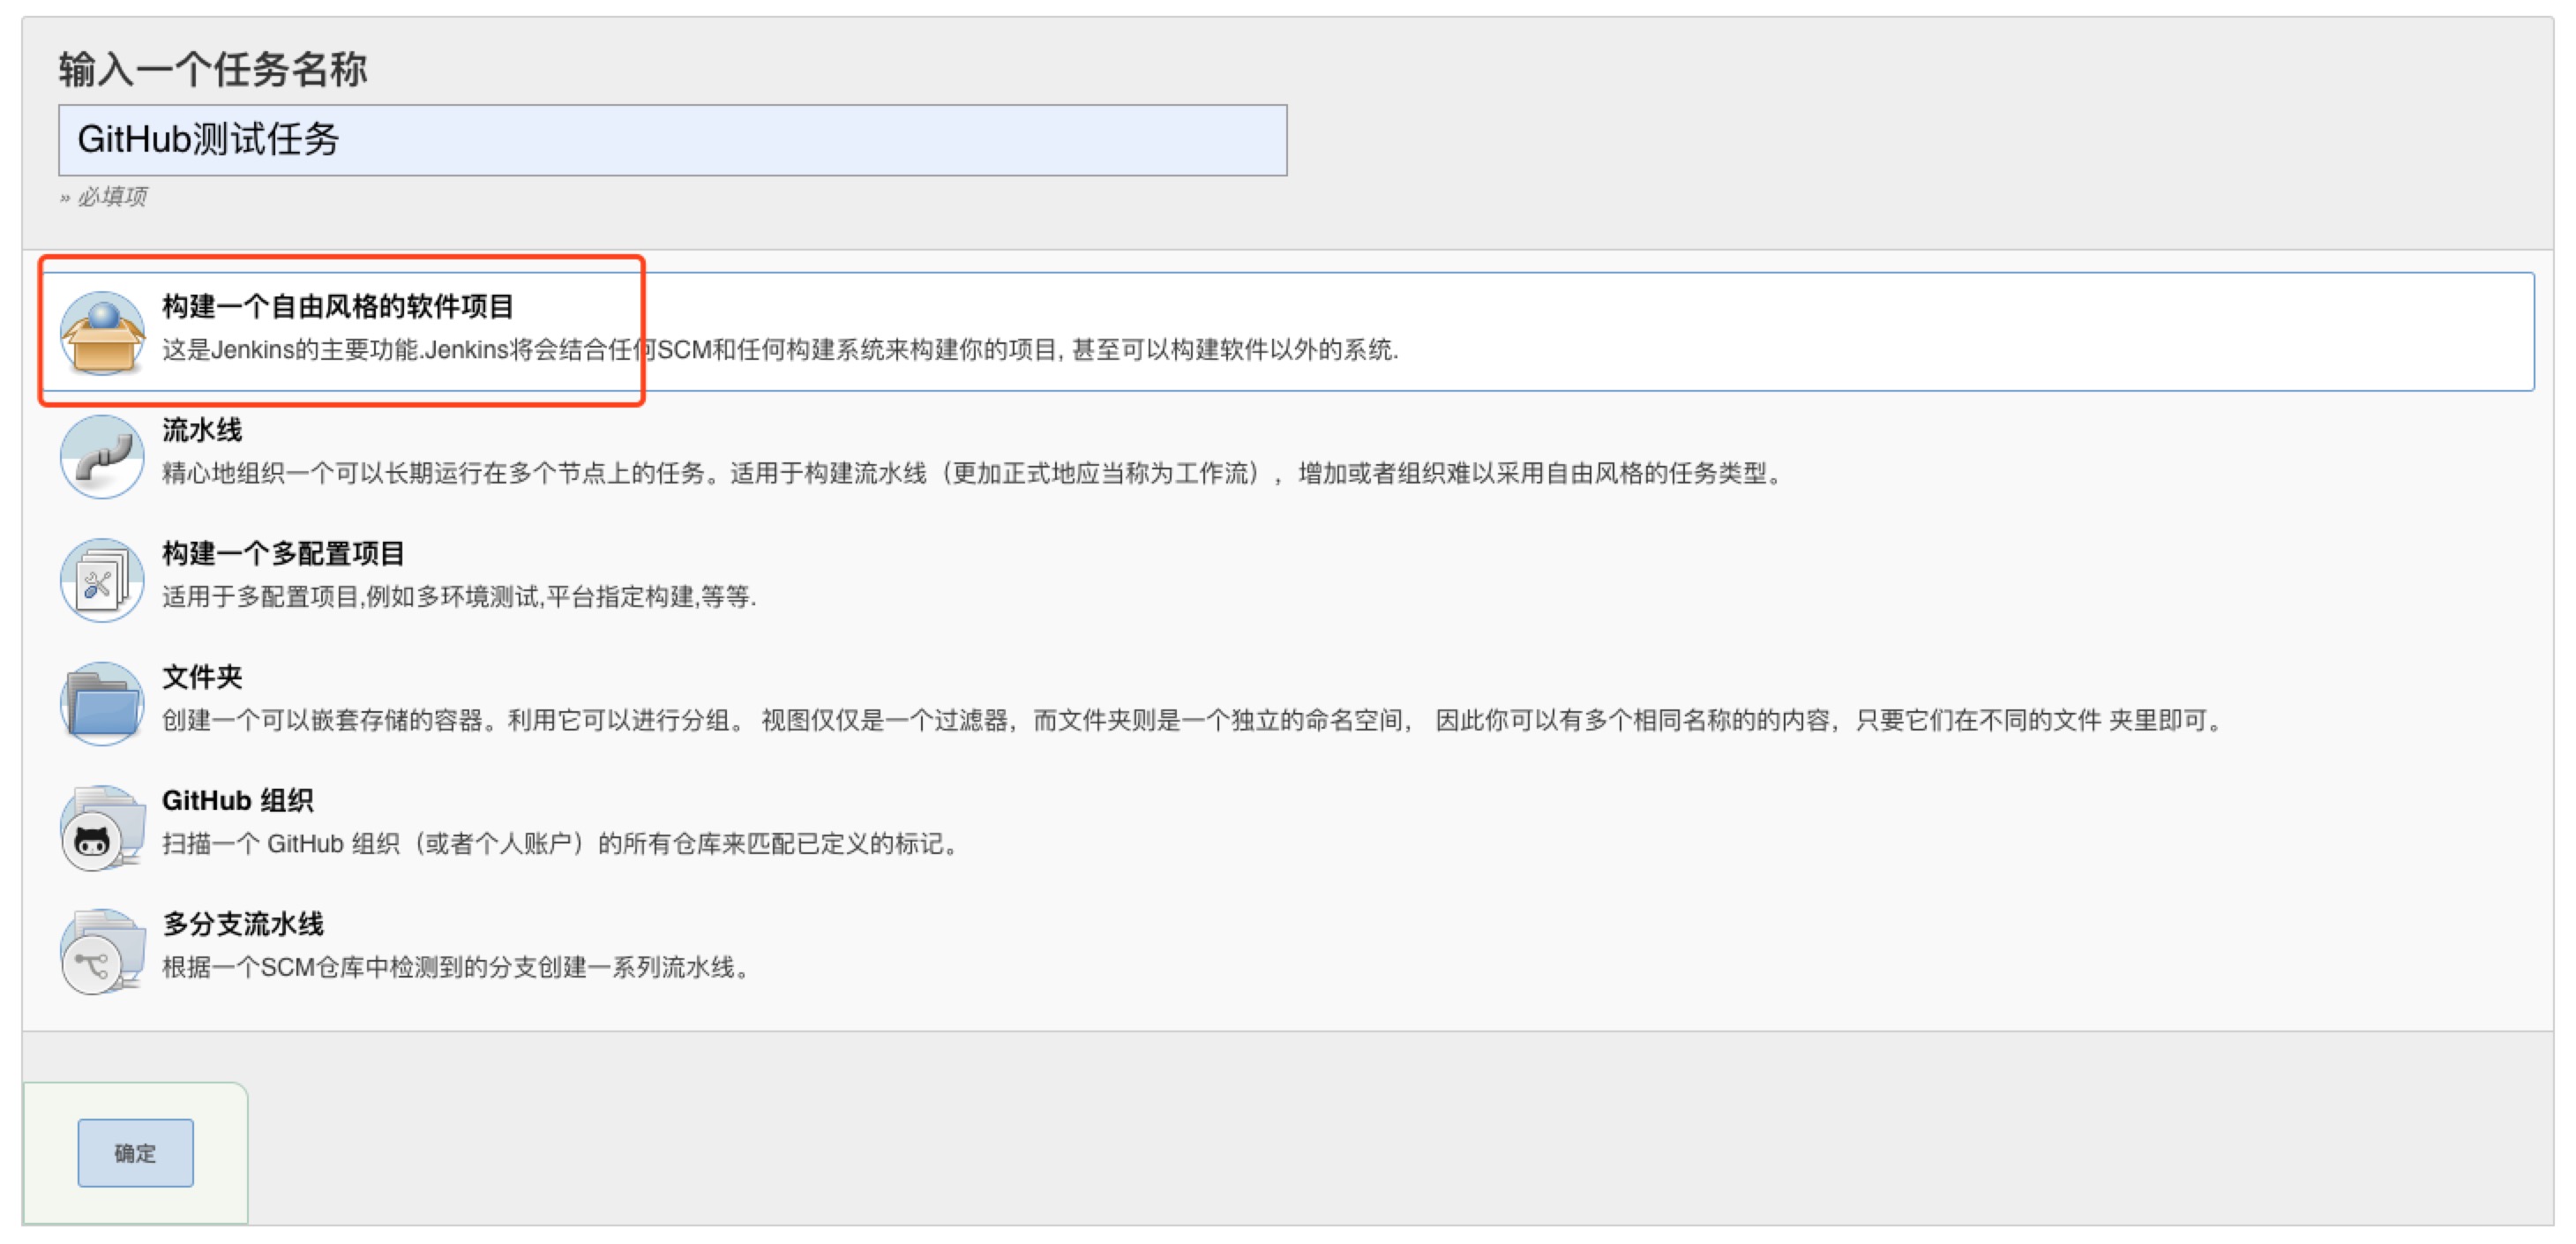 输入一个任务名称
GitHub测试任务
» 必填项
构建一个自由风格的软件项目
这是Jenkins的主要功能.Jenkins将会结合任何SCM和任何构建系统来构建你的项目, 甚至可以构建软件以外的系统.
流水线
精心地组织一个可以长期运行在多个节点上的任务。适用于构建流水线（更加正式地应当称为工作流），增加或者组织难以采用自由风格的任务类型。
构建一个多配置项目
适用于多配置项目,例如多环境测试,平台指定构建,等等.
文件夹
创建一个可以嵌套存储的容器。利用它可以进行分组。 视图仅仅是一个过滤器，而文件夹则是一个独立的命名空间， 因此你可以有多个相同名称的的内容，只要它们在不同的文件 夹里即可。
GitHub 组织
扫描一个 GitHub 组织（或者个人账户）的所有仓库来匹配已定义的标记。
多分支流水线
根据一个SCM仓库中检测到的分支创建一系列流水线。
确定